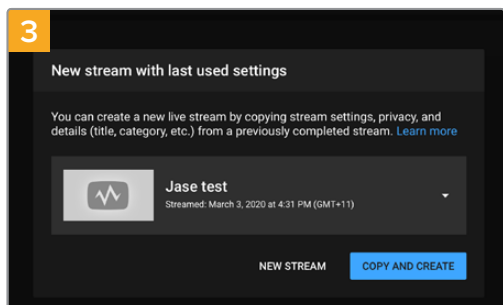 3
New stream with last used settings
You can create a new live stream by copying stream settings, privacy, and
details (title, category, etc.) from a previously completed stream. Learn more
Jase test
Streamed: March 3, 2020 at 4:31 PM (GMT+11)
NEW STREAM COPY AND CREATE